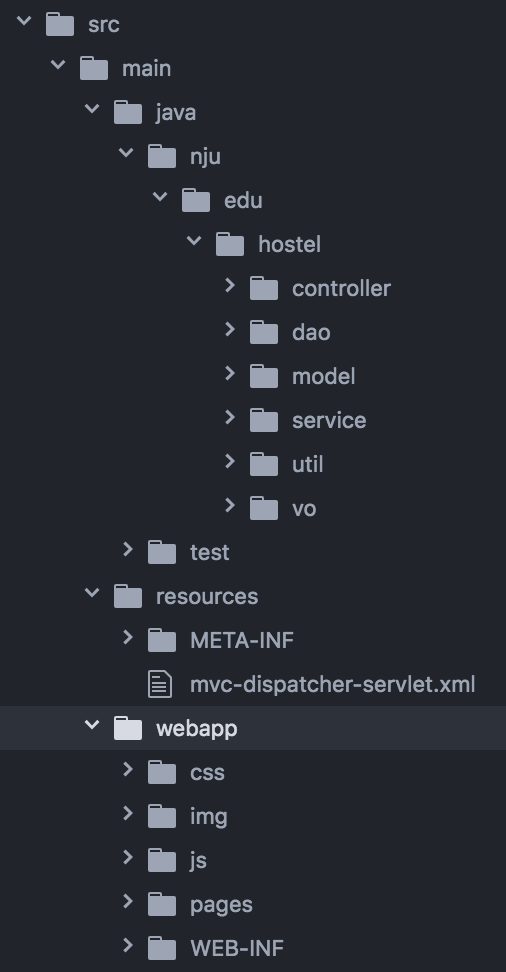 src
main
java
nju
edu
hostel
controller
dao
model
service
util
vo
test
resources
META-INF
mvc-dispatcher-servlet.xml
webapp
css
img
js
pages
WEB-INF